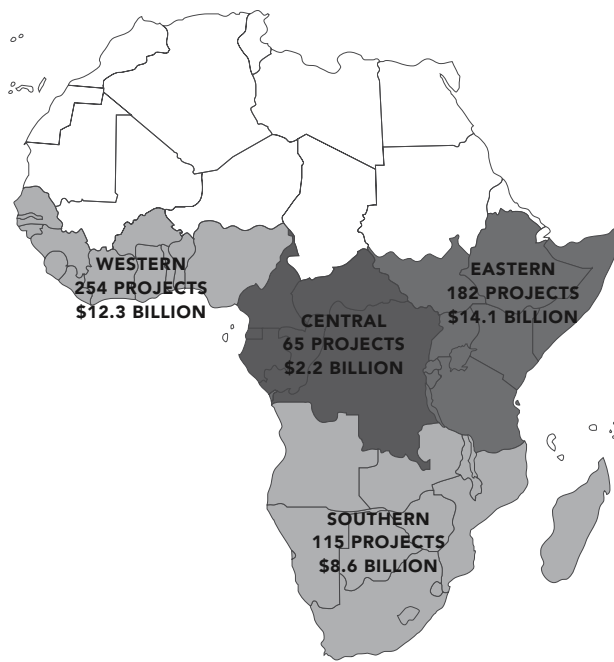 WESTERN
254 PROJECTS
$12.3 BILLION
EASTERN
182 PROJECTS
$14.1 BILLION
CENTRAL
65 PROJECTS
$2.2 BILLION
SOUTHERN
115 PROJECTS
$8.6 BILLION